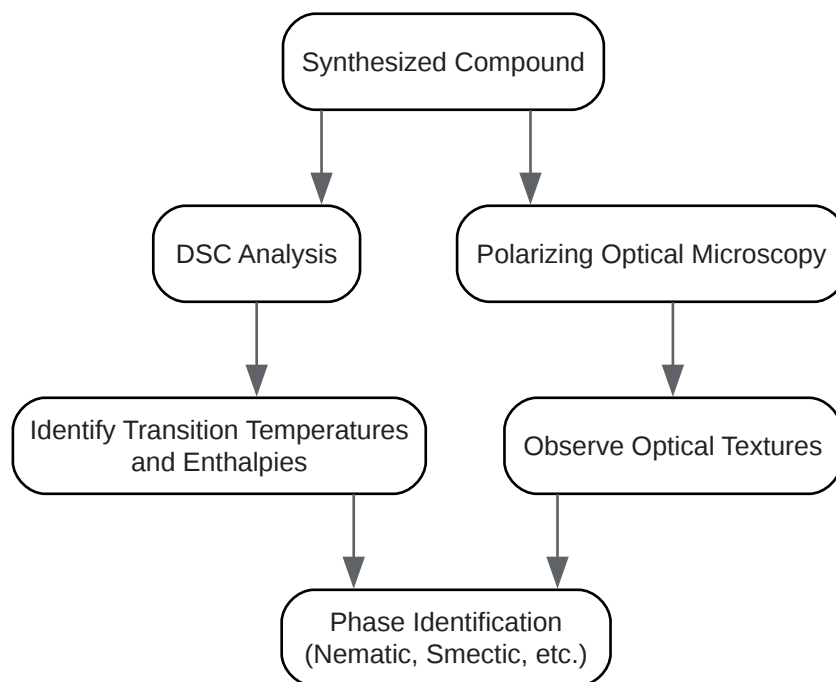 Synthesized Compound
DSC Analysis
Polarizing Optical Microscopy
Identify Transition Temperatures
and Enthalpies
Observe Optical Textures
Phase Identification
(Nematic, Smectic, etc.)